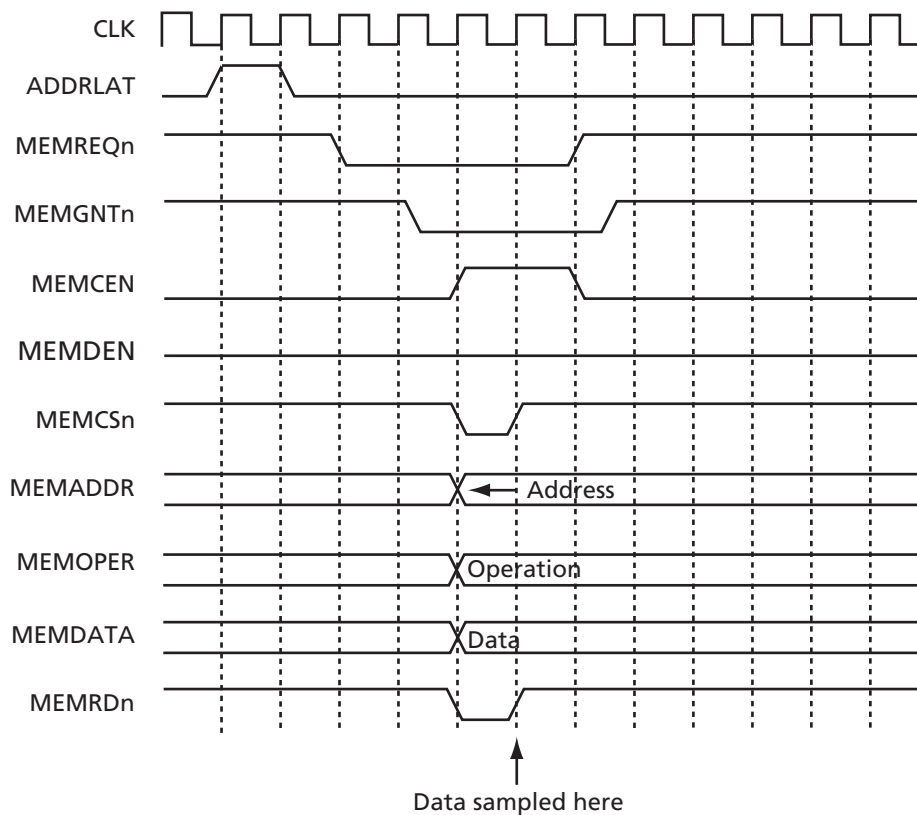 CLK
ADDRLAT
MEMREQn
MEMGNTn
MEMCEN
MEMDEN
MEMCSn
MEMADDR
Address
MEMOPER
Operation
MEMDATA
Data
MEMRDn
Data sampled here